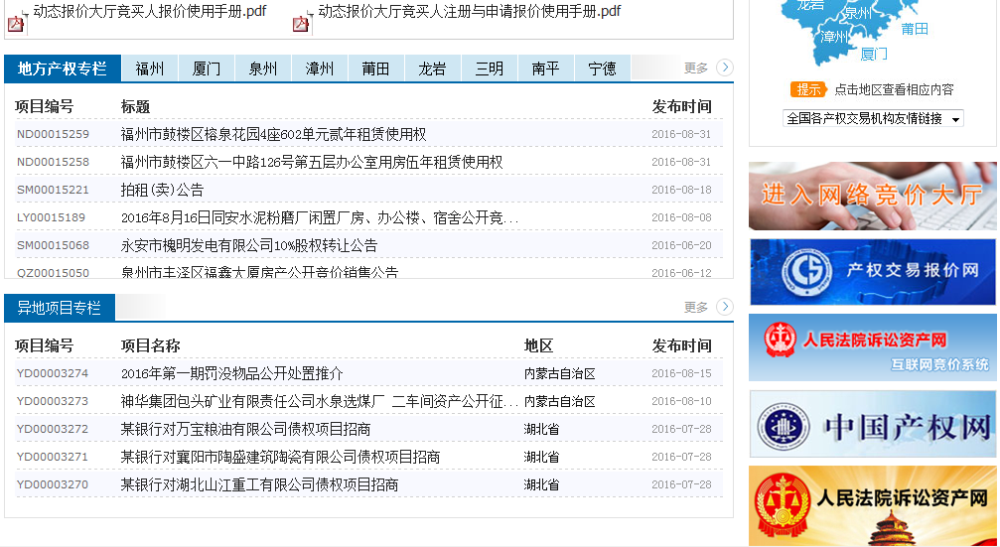 动态报价大厅竞买人报价使用手册.pdf 动态报价大厅竞买人注册与申请报价使用手册.pdf
地方产权专栏 福州 厦门 泉州 漳州 莆田 龙岩 三明 南平 宁德 更多
项目编号 标题 发布时间
ND00015259 福州市鼓楼区榕泉花园4座602单元贰年租赁使用权 2016-08-31
ND00015258 福州市鼓楼区六一中路126号第五层办公室用房伍年租赁使用权 2016-08-31
SM00015221 拍租(卖)公告 2016-08-18
LY00015189 2016年8月16日同安水泥粉磨厂闲置厂房、办公楼、宿舍公开竞... 2016-08-08
SM00015068 永安市槐明发电有限公司10%股权转让公告 2016-06-20
QZ00015050 泉州市丰泽区福鑫大厦房产公开竞价销售公告 2016-06-12
异地项目专栏 更多
项目编号 项目名称 地区 发布时间
YD00003274 2016年第一期罚没物品公开处置推介 内蒙古自治区 2016-08-15
YD00003273 神华集团包头矿业有限责任公司水泉选煤厂 二车间资产公开征... 内蒙古自治区 2016-08-10
YD00003272 某银行对万宝粮油有限公司债权项目招商 湖北省 2016-07-28
YD00003271 某银行对襄阳市陶盛建筑陶瓷有限公司债权项目招商 湖北省 2016-07-28
YD00003270 某银行对湖北山江重工有限公司债权项目招商 湖北省 2016-07-28
龙岩
泉州
莆田
漳州
厦门
提示 点击地区查看相应内容
全国各产权交易机构友情链接
进入网络竞价大厅
产权交易报价网
人民法院诉讼资产网
互联网竞价系统
中国产权网
人民法院诉讼资产网